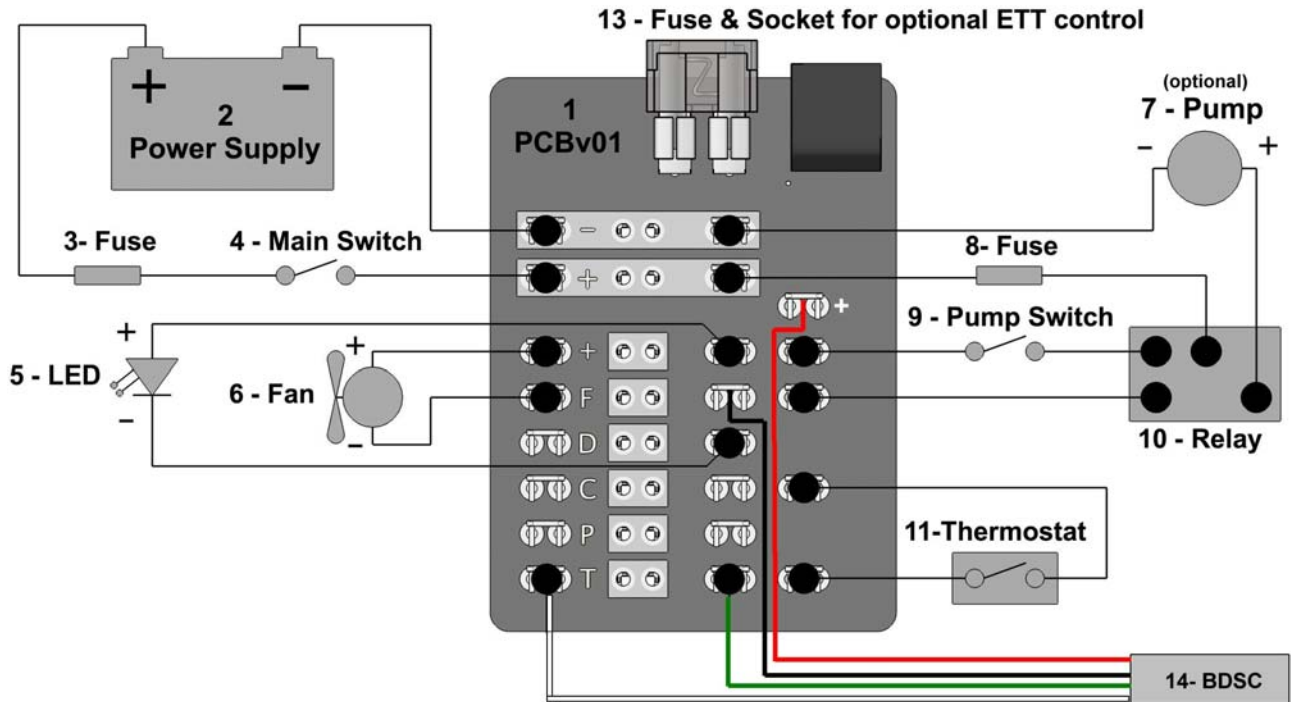 13 - Fuse & Socket for optional ETT control
+ -
2
Power Supply
1
PCBv01
(optional)
7 - Pump
- +
3- Fuse
4 - Main Switch
-
+
8- Fuse
+
9 - Pump Switch
+
5 - LED
-
+
6 - Fan
-
+
F
D
C
P
T
10 - Relay
11-Thermostat
14- BDSC